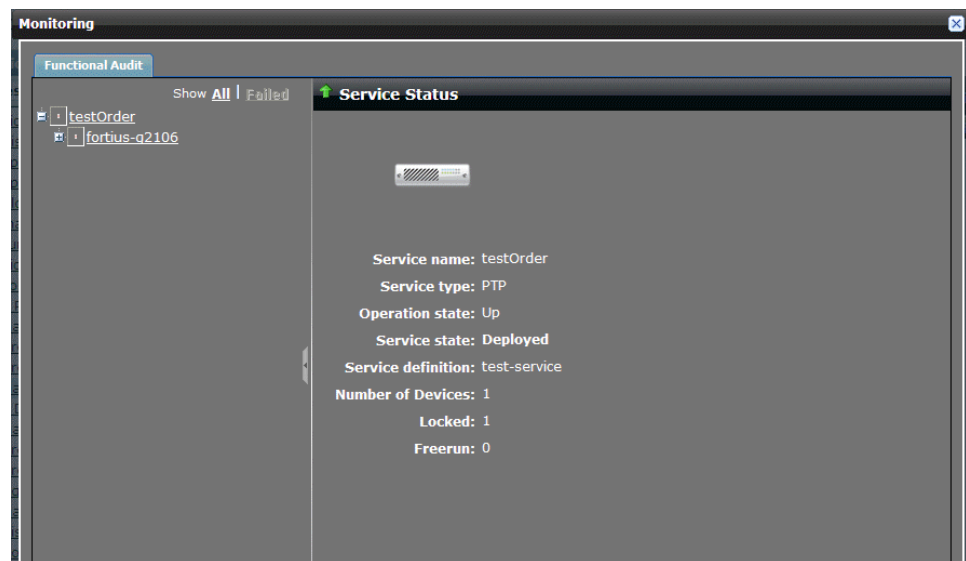 Monitoring
Functional Audit
Show All | Failed
testOrder
fortius-g2106
Service Status
Service name: testOrder
Service type: PTP
Operation state: Up
Service state: Deployed
Service definition: test-service
Number of Devices: 1
Locked: 1
Freerun: 0